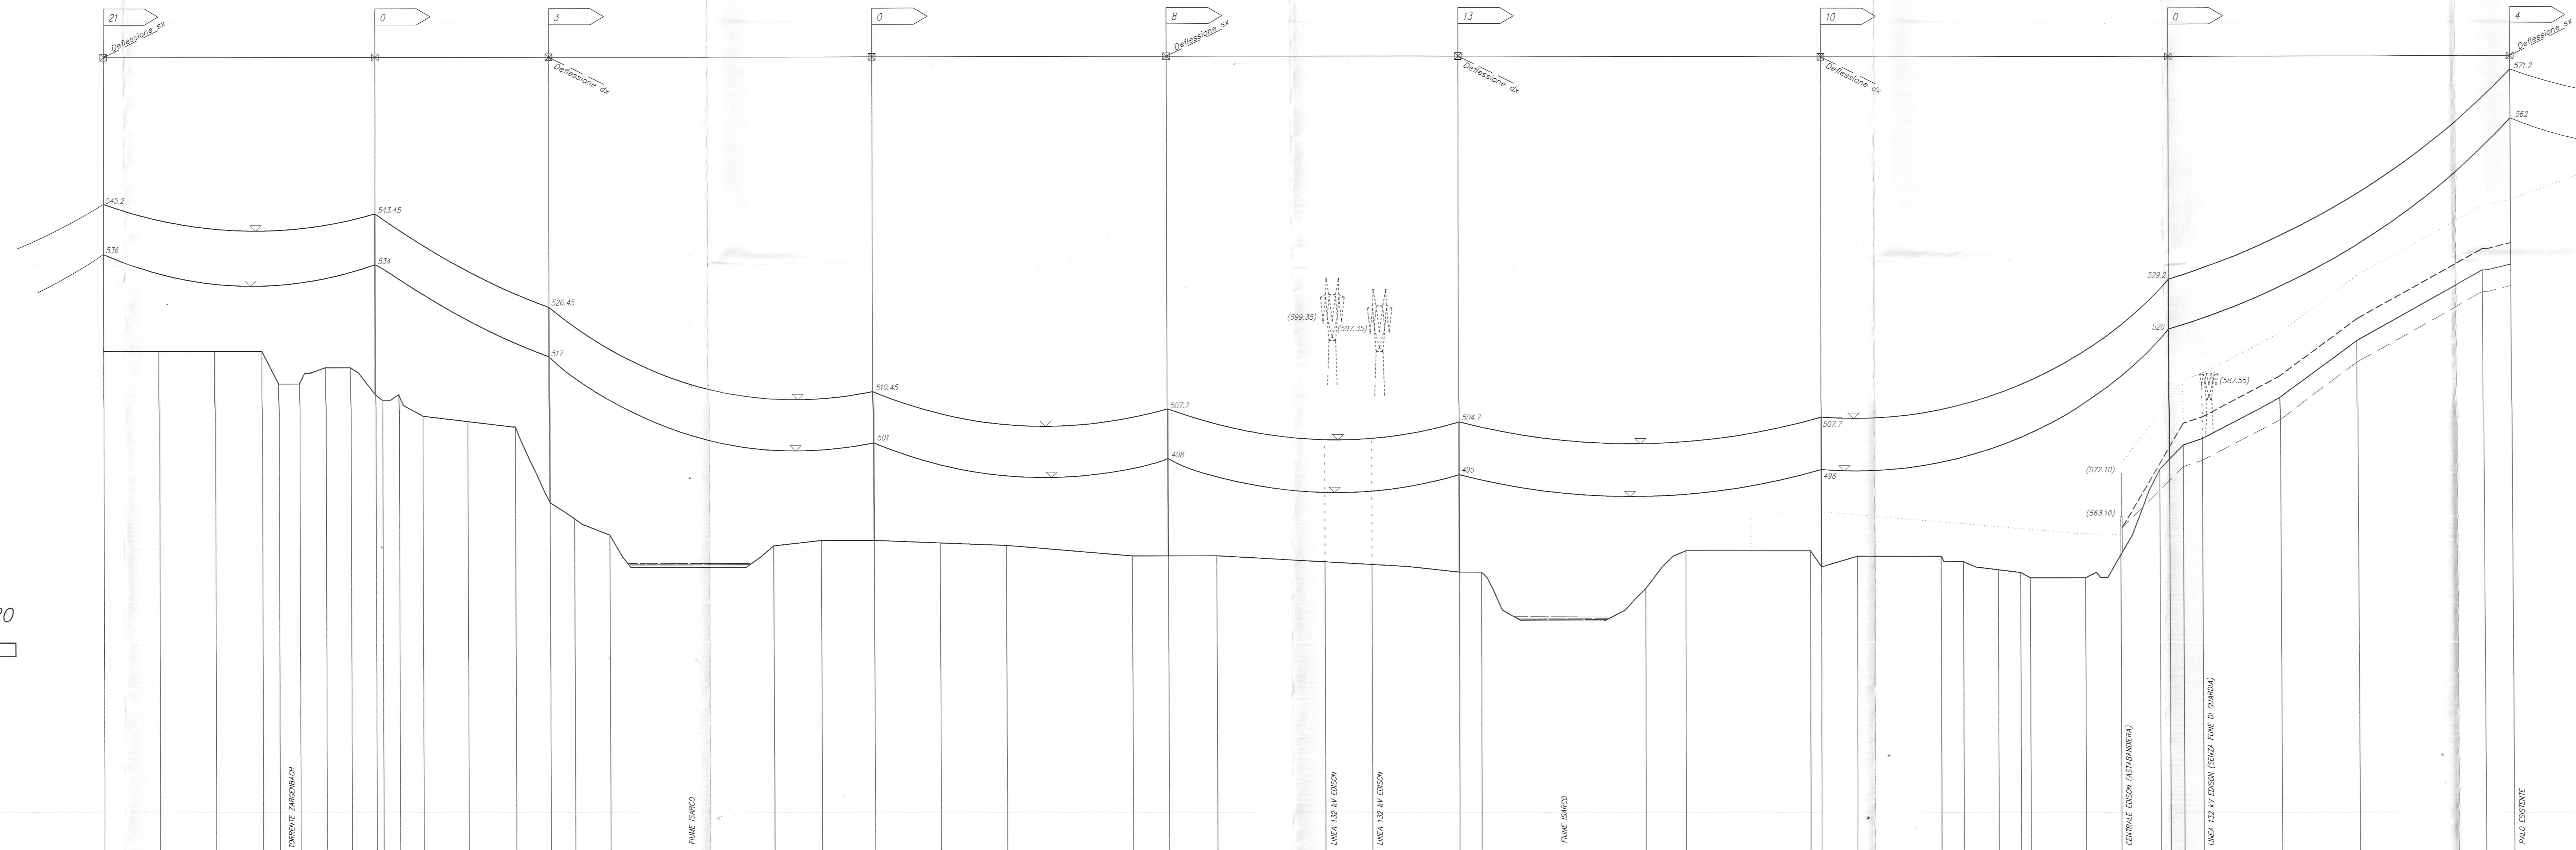 21
0
3
0
8
13
10
0
4
Deflessione sx
Deflessione dx
Deflessione sx
Deflessione dx
Deflessione dx
Deflessione sx
571.2
562
545.2
543.45
536
534
526.45
517
529.2
520
(599.35)
(597.35)
510.45
507.2
504.7
507.7
501
498
495
498
(587.55)
(572.10)
(563.10)
TORRENTE ZARGENBACH
FIUME ISARCO
LINEA 132 kV EDISON
LINEA 132 kV EDISON
FIUME ISARCO
CENTRALE EDISON (ASTABANDIERA)
LINEA 132 kV EDISON (SENZA FUNE DI GUARDIA)
PALO ESISTENTE